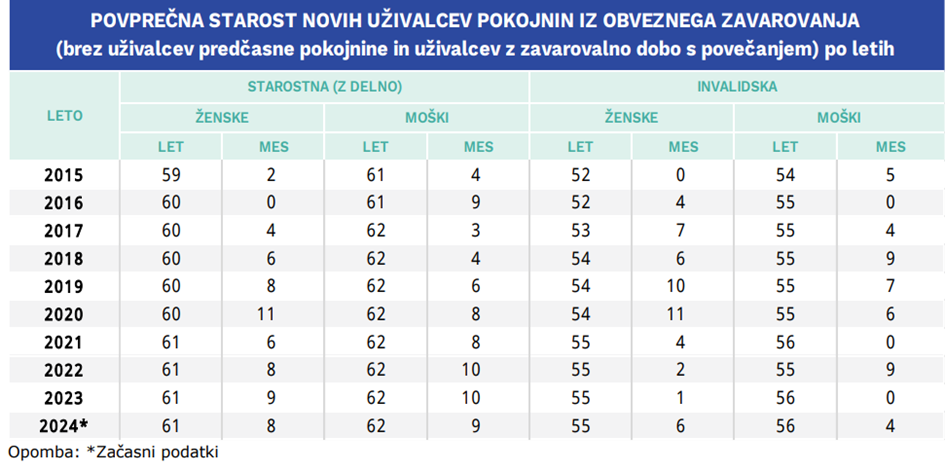 POVPREČNA STAROST NOVIH UŽIVALCEV POKOJNIN IZ OBVEZNEGA ZAVAROVANJA
(brez uživalcev predčasne pokojnine in uživalcev z zavarovalno dobo s povečanjem) po letih
LETO STAROSTNA (Z DELNO) INVALIDSKA
ŽENSKE MOŠKI ŽENSKE MOŠKI
LET MES LET MES LET MES LET MES
2015 59 2 61 4 52 0 54 5
2016 60 0 61 9 52 4 55 0
2017 60 4 62 3 53 7 55 4
2018 60 6 62 4 54 6 55 9
2019 60 8 62 6 54 10 55 7
2020 60 11 62 8 54 11 55 6
2021 61 6 62 8 55 4 56 0
2022 61 8 62 10 55 2 55 9
2023 61 9 62 10 55 1 56 0
2024* 61 8 62 9 55 6 56 4
Opomba: *Začasni podatki